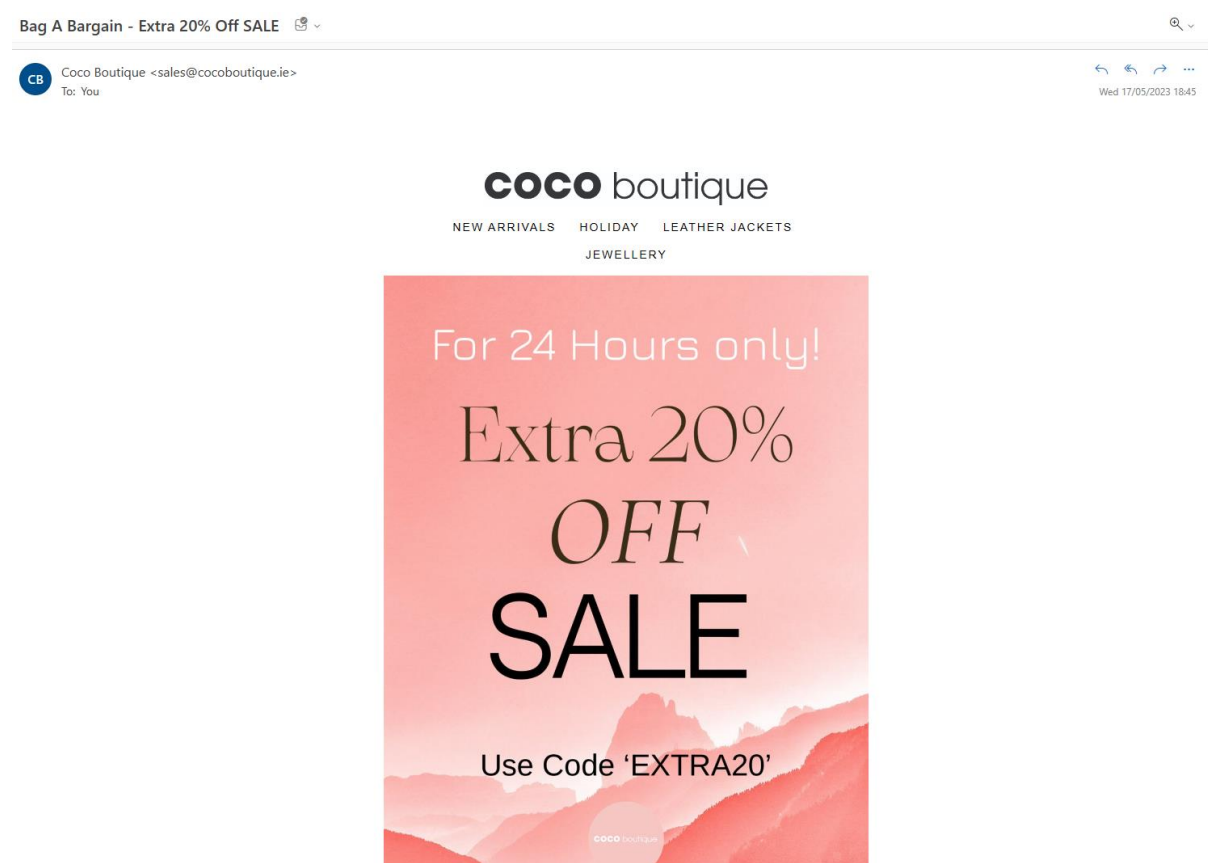 Bag A Bargain - Extra 20% Off SALE
CB
Coco Boutique <sales@cocoboutique.ie>
To: You
Wed 17/05/2023 18:45
coco boutique
NEW ARRIVALS HOLIDAY LEATHER JACKETS
JEWELLERY
For 24 Hours only!
Extra 20%
OFF
SALE
Use Code ‘EXTRA20’
coco boutique